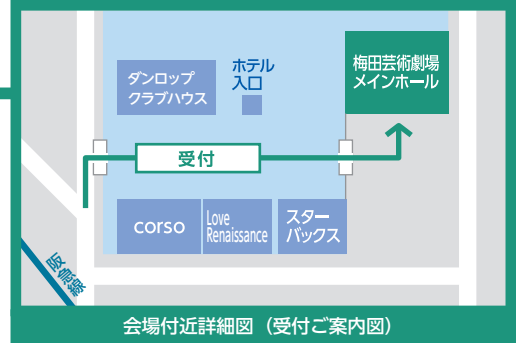 ダンロップ
クラブハウス
ホテル
入口
梅田芸術劇場
メインホール
受付
corso
Love
Renaissance
スター
バックス
阪急線
会場付近詳細図（受付ご案内図）